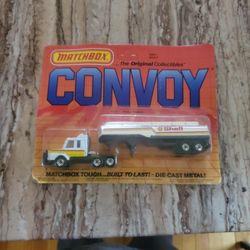 MATCHBOX
The Original Collectibles
CONVOY
Shell
MATCHBOX TOUGH...BUILT TO LAST! - DIE CAST METAL!